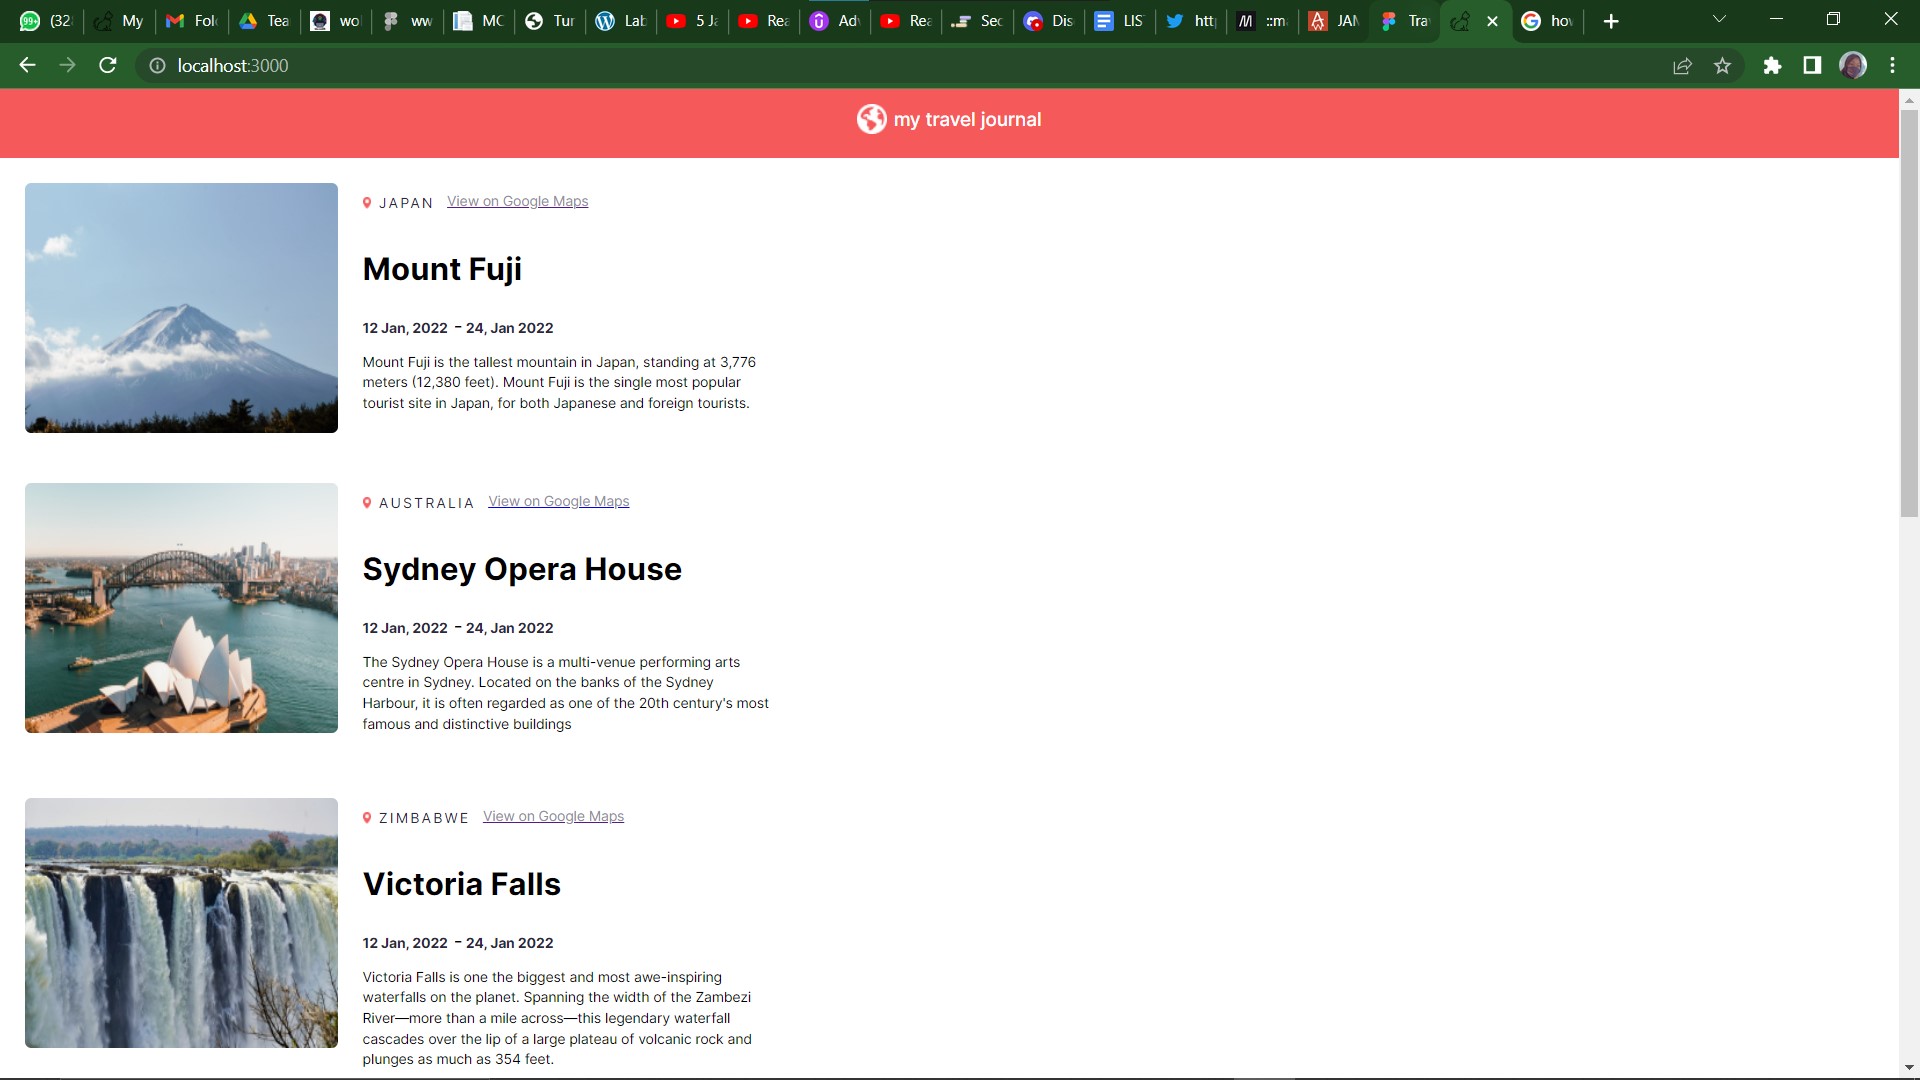 (32
My
Fol
Tea
wo
ww
MC
Tur
Lab
5 Ja
Rea
Adv
Rea
Sec
Dis
LIS
http
::m
JAN
Tra
how
localhost:3000
my travel journal
JAPAN View on Google Maps
Mount Fuji
12 Jan, 2022 - 24, Jan 2022
Mount Fuji is the tallest mountain in Japan, standing at 3,776
meters (12,380 feet). Mount Fuji is the single most popular
tourist site in Japan, for both Japanese and foreign tourists.
AUSTRALIA View on Google Maps
Sydney Opera House
12 Jan, 2022 - 24, Jan 2022
The Sydney Opera House is a multi-venue performing arts
centre in Sydney. Located on the banks of the Sydney
Harbour, it is often regarded as one of the 20th century's most
famous and distinctive buildings
ZIMBABWE View on Google Maps
Victoria Falls
12 Jan, 2022 - 24, Jan 2022
Victoria Falls is one the biggest and most awe-inspiring
waterfalls on the planet. Spanning the width of the Zambezi
River—more than a mile across—this legendary waterfall
cascades over the lip of a large plateau of volcanic rock and
plunges as much as 354 feet.